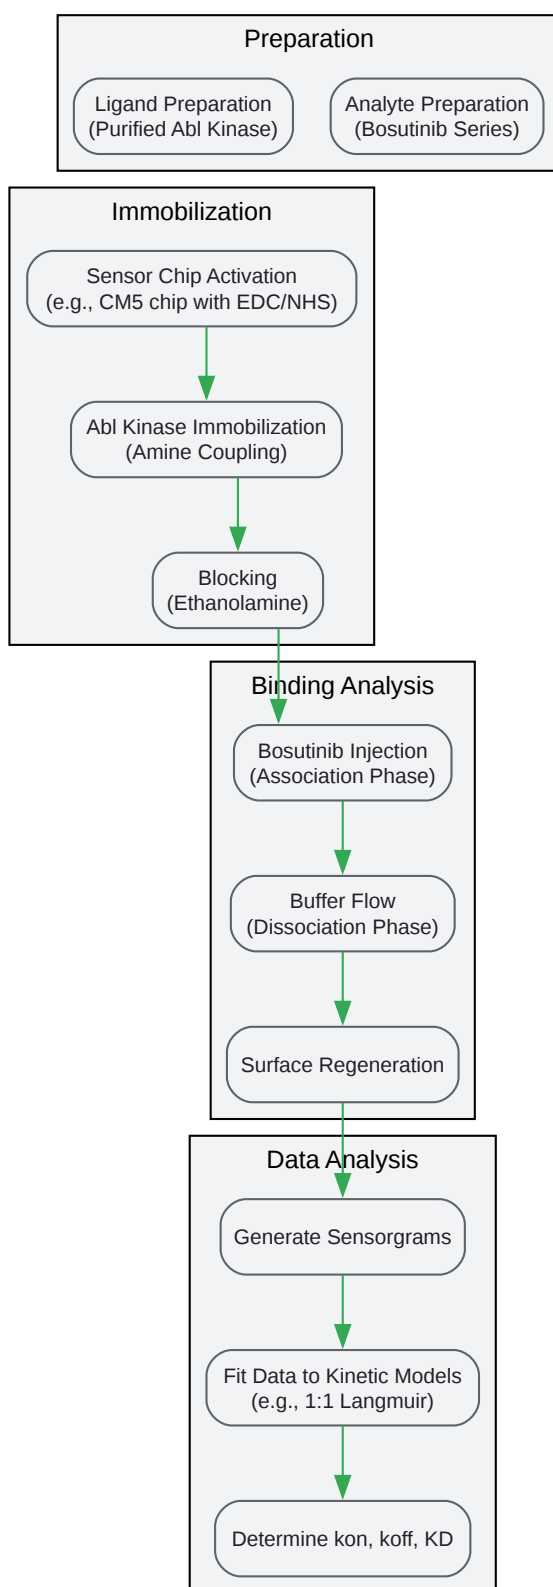 Preparation
Ligand Preparation
(Purified Abl Kinase)
Analyte Preparation
(Bosutinib Series)
Immobilization
Sensor Chip Activation
(e.g., CM5 chip with EDC/NHS)
Abl Kinase Immobilization
(Amine Coupling)
Blocking
(Ethanolamine)
Binding Analysis
Bosutinib Injection
(Association Phase)
Buffer Flow
(Dissociation Phase)
Surface Regeneration
Data Analysis
Generate Sensorgrams
Fit Data to Kinetic Models
(e.g., 1:1 Langmuir)
Determine kon, koff, KD